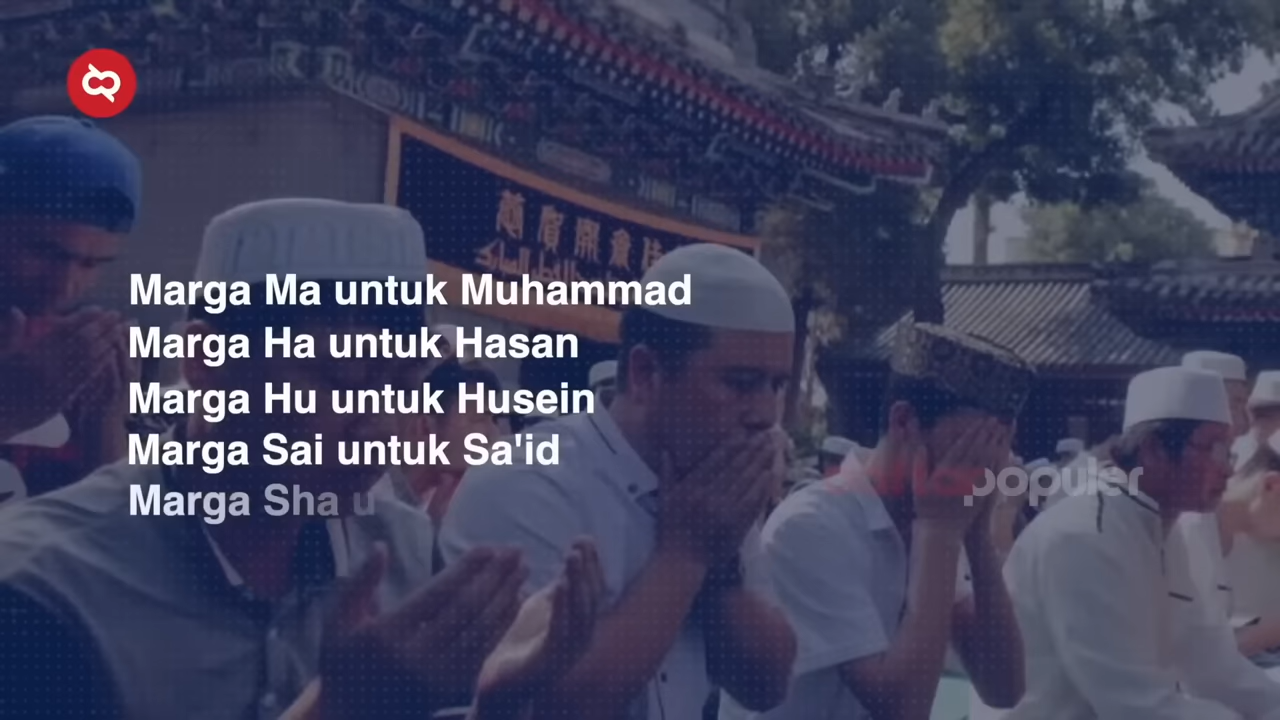 Marga Ma untuk Muhammad
Marga Ha untuk Hasan
Marga Hu untuk Husein
Marga Sai untuk Sa'id
Marga Sha u
populer